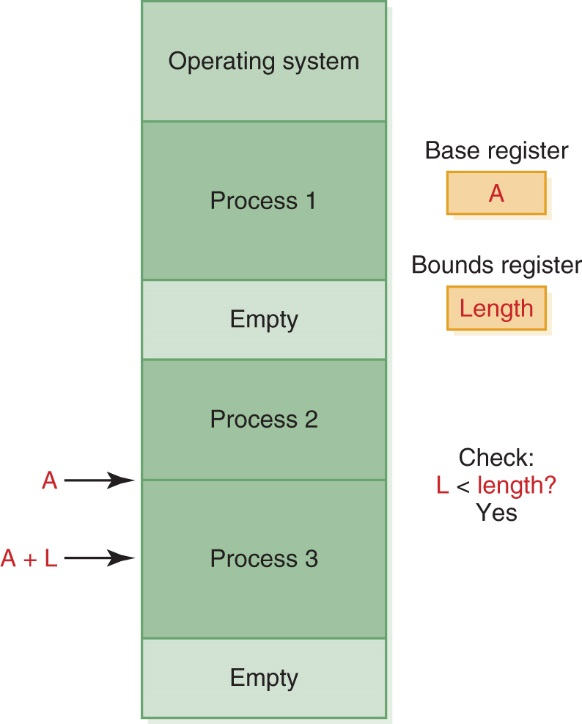 Operating system
Process 1
Empty
Process 2
Process 3
Empty
A
A + L
Base register
A
Bounds register
Length
Check:
L < length?
Yes